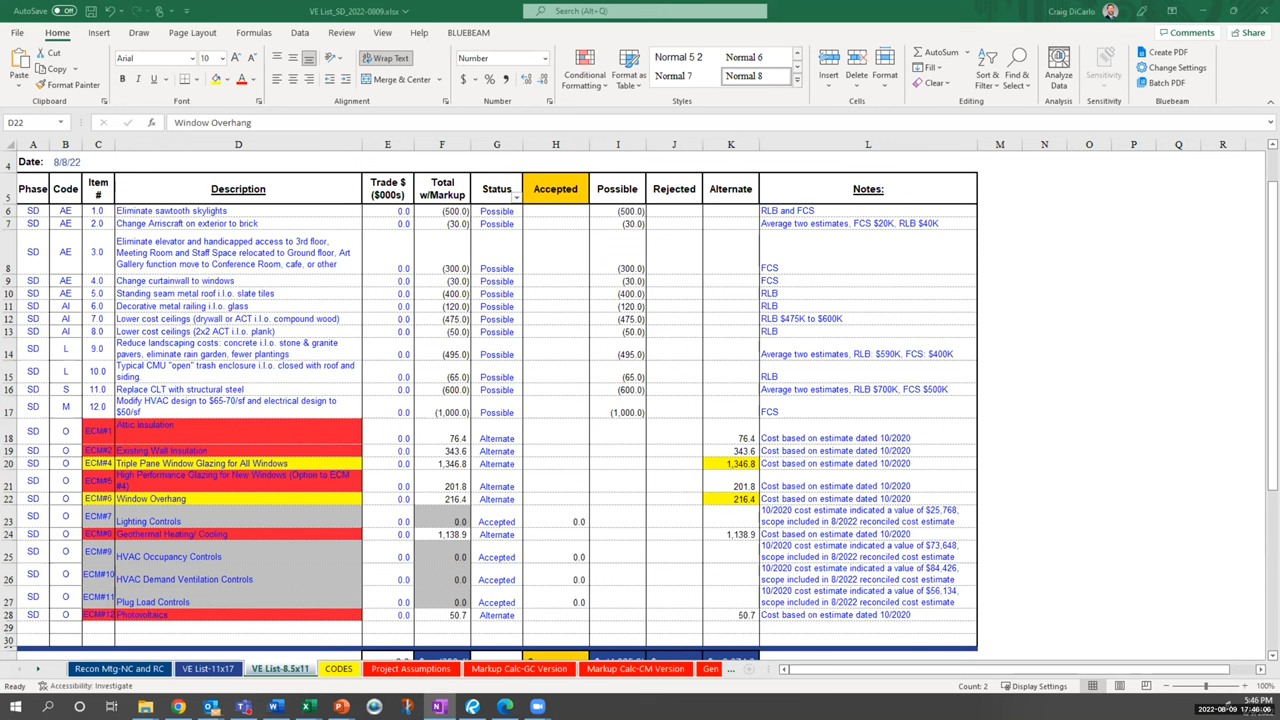 AutoSave Off VE List_SD_2022-0809.xlsx Search (Alt+Q) Craig DiCarlo
File Home Insert Draw Page Layout Formulas Data Review View Help BLUEBEAM Comments Share
Paste Cut Copy Format Painter Clipboard
Arial 10 Font
Wrap Text Merge & Center Alignment
Number Number
Conditional Formatting Format as Table Normal 5 2 Normal 6 Normal 7 Normal 8 Styles
Insert Delete Format Cells
AutoSum Fill Clear Sort & Filter Find & Select Editing
Analyze Data Analysis
Sensitivity Sensitivity
Create PDF Change Settings Batch PDF Bluebeam
D22 Window Overhang
A B C D E F G H I J K L M N O P Q R
4 Date: 8/8/22
5 Phase Code Item # Description Trade $ ($000s) Total w/Markup Status Accepted Possible Rejected Alternate Notes:
6 SD AE 1.0 Eliminate sawtooth skylights 0.0 (500.0) Possible (500.0) RLB and FCS
7 SD AE 2.0 Change Arriscraft on exterior to brick 0.0 (30.0) Possible (30.0) Average two estimates, FCS $20K, RLB $40K
8 SD AE 3.0 Eliminate elevator and handicapped access to 3rd floor, Meeting Room and Staff Space relocated to Ground floor, Art Gallery function move to Conference Room, cafe, or other 0.0 (300.0) Possible (300.0) FCS
9 SD AE 4.0 Change curtainwall to windows 0.0 (30.0) Possible (30.0) FCS
10 SD AE 5.0 Standing seam metal roof i.l.o. slate tiles 0.0 (400.0) Possible (400.0) RLB
11 SD AI 6.0 Decorative metal railing i.l.o. glass 0.0 (120.0) Possible (120.0) RLB
12 SD AI 7.0 Lower cost ceilings (drywall or ACT i.l.o. compound wood) 0.0 (475.0) Possible (475.0) RLB $475K to $600K
13 SD AI 8.0 Lower cost ceilings (2x2 ACT i.l.o. plank) 0.0 (50.0) Possible (50.0) RLB
14 SD L 9.0 Reduce landscaping costs: concrete i.l.o. stone & granite pavers, eliminate rain garden, fewer plantings 0.0 (495.0) Possible (495.0) Average two estimates, RLB: $590K, FCS: $400K
15 SD L 10.0 Typical CMU "open" trash enclosure i.l.o. closed with roof and siding. 0.0 (65.0) Possible (65.0) RLB
16 SD S 11.0 Replace CLT with structural steel 0.0 (600.0) Possible (600.0) Average two estimates, RLB $700K, FCS $500K
17 SD M 12.0 Modify HVAC design to $65-70/sf and electrical design to $50/sf 0.0 (1,000.0) Possible (1,000.0) FCS
18 SD O ECM#1 Attic Insulation 0.0 76.4 Alternate 76.4 Cost based on estimate dated 10/2020
19 SD O ECM#2 Existing Wall Insulation 0.0 343.6 Alternate 343.6 Cost based on estimate dated 10/2020
20 SD O ECM#4 Triple Pane Window Glazing for All Windows 0.0 1,346.8 Alternate 1,346.8 Cost based on estimate dated 10/2020
21 SD O ECM#5 High Performance Glazing for New Windows (Option to ECM #4) 0.0 201.8 Alternate 201.8 Cost based on estimate dated 10/2020
22 SD O ECM#6 Window Overhang 0.0 216.4 Alternate 216.4 Cost based on estimate dated 10/2020
23 SD O ECM#7 Lighting Controls 0.0 0.0 Accepted 0.0 10/2020 cost estimate indicated a value of $25,768, scope included in 8/2022 reconciled cost estimate
24 SD O ECM#8 Geothermal Heating/ Cooling 0.0 1,138.9 Alternate 1,138.9 Cost based on estimate dated 10/2020
25 SD O ECM#9 HVAC Occupancy Controls 0.0 0.0 Accepted 0.0 10/2020 cost estimate indicated a value of $73,648, scope included in 8/2022 reconciled cost estimate
26 SD O ECM#10 HVAC Demand Ventilation Controls 0.0 0.0 Accepted 0.0 10/2020 cost estimate indicated a value of $84,426, scope included in 8/2022 reconciled cost estimate
27 SD O ECM#11 Plug Load Controls 0.0 0.0 Accepted 0.0 10/2020 cost estimate indicated a value of $56,134, scope included in 8/2022 reconciled cost estimate
28 SD O ECM#12 Photovoltaics 0.0 50.7 Alternate 50.7 Cost based on estimate dated 10/2020
29
30
Recon Mtg-NC and RC VE List-11x17 VE List-8.5x11 CODES Project Assumptions Markup Calc-GC Version Markup Calc-CM Version Gen ...
Ready Accessibility: Investigate Count: 2 Display Settings 100%
5:46 PM
2022-08-09 17:46:06